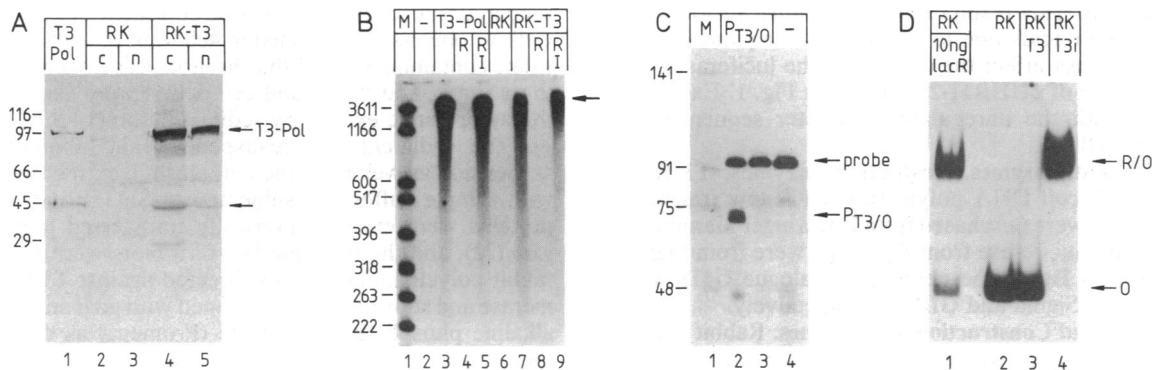 A
T3 Pol
RK
RK-T3
c n c n
116
97
66
45
29
T3-Pol
1 2 3 4 5
B
M - T3-Pol RK RK-T3
R R I R R I
3611
1166
606
517
396
318
263
222
1 2 3 4 5 6 7 8 9
C
M PT3/O -
141
91
75
48
probe
PT3/O
1 2 3 4
D
RK 10ng lacR
RK
RK T3
RK T3i
R/O
O
1 2 3 4